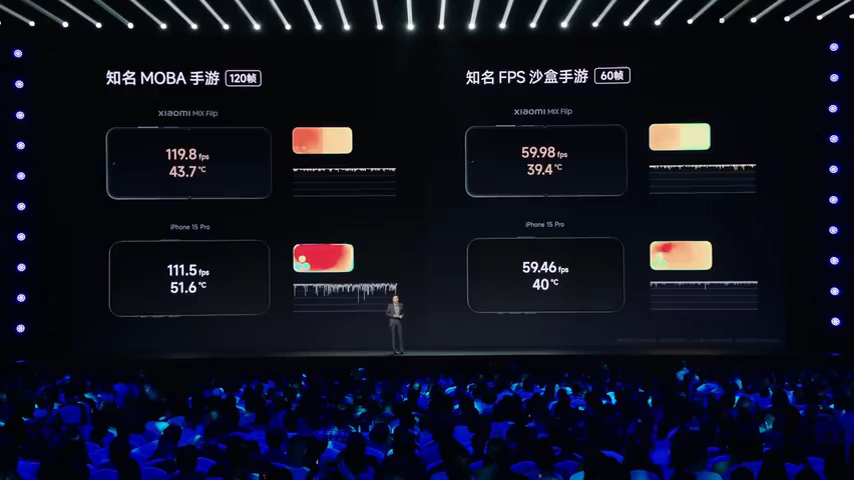 知名 MOBA 手游 120帧
xiaomi MIX Flip
119.8 fps
43.7 ℃
iPhone 15 Pro
111.5 fps
51.6 ℃
知名 FPS 沙盒手游 60帧
xiaomi MIX Flip
59.98 fps
39.4 ℃
iPhone 15 Pro
59.46 fps
40 ℃